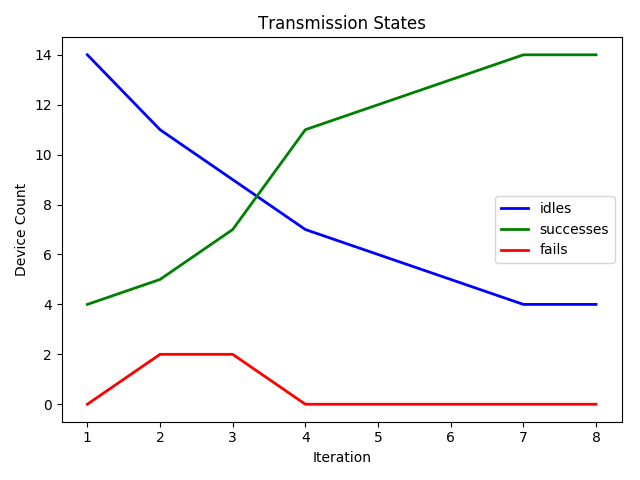 Transmission States
14
12
10
8
6
4
2
0
Device Count
idles
successes
fails
1 2 3 4 5 6 7 8
Iteration